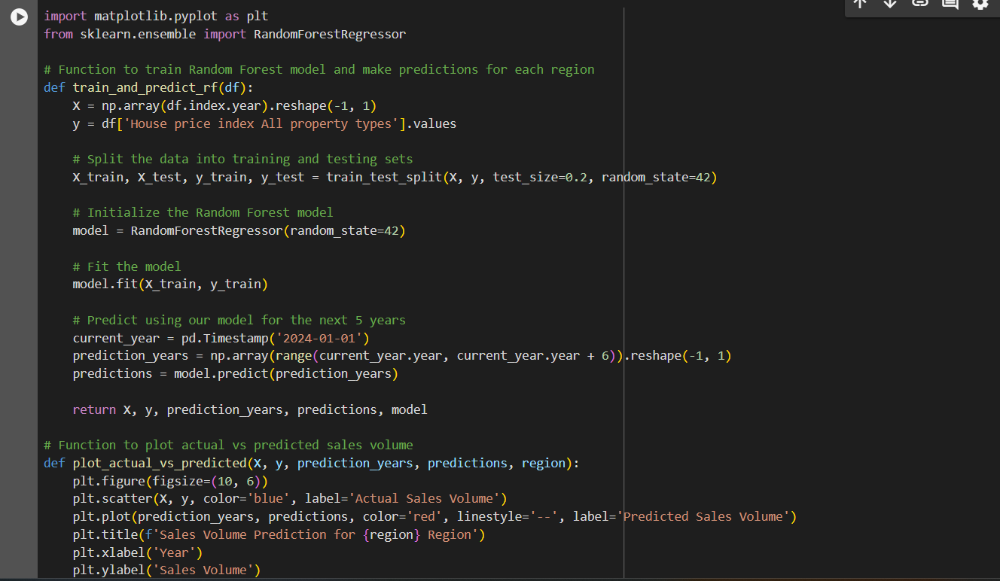 import matplotlib.pyplot as plt
from sklearn.ensemble import RandomForestRegressor

# Function to train Random Forest model and make predictions for each region
def train_and_predict_rf(df):
    X = np.array(df.index.year).reshape(-1, 1)
    y = df['House price index All property types'].values

    # Split the data into training and testing sets
    X_train, X_test, y_train, y_test = train_test_split(X, y, test_size=0.2, random_state=42)

    # Initialize the Random Forest model
    model = RandomForestRegressor(random_state=42)

    # Fit the model
    model.fit(X_train, y_train)

    # Predict using our model for the next 5 years
    current_year = pd.Timestamp('2024-01-01')
    prediction_years = np.array(range(current_year.year, current_year.year + 6)).reshape(-1, 1)
    predictions = model.predict(prediction_years)

    return X, y, prediction_years, predictions, model

# Function to plot actual vs predicted sales volume
def plot_actual_vs_predicted(X, y, prediction_years, predictions, region):
    plt.figure(figsize=(10, 6))
    plt.scatter(X, y, color='blue', label='Actual Sales Volume')
    plt.plot(prediction_years, predictions, color='red', linestyle='--', label='Predicted Sales Volume')
    plt.title(f'Sales Volume Prediction for {region} Region')
    plt.xlabel('Year')
    plt.ylabel('Sales Volume')